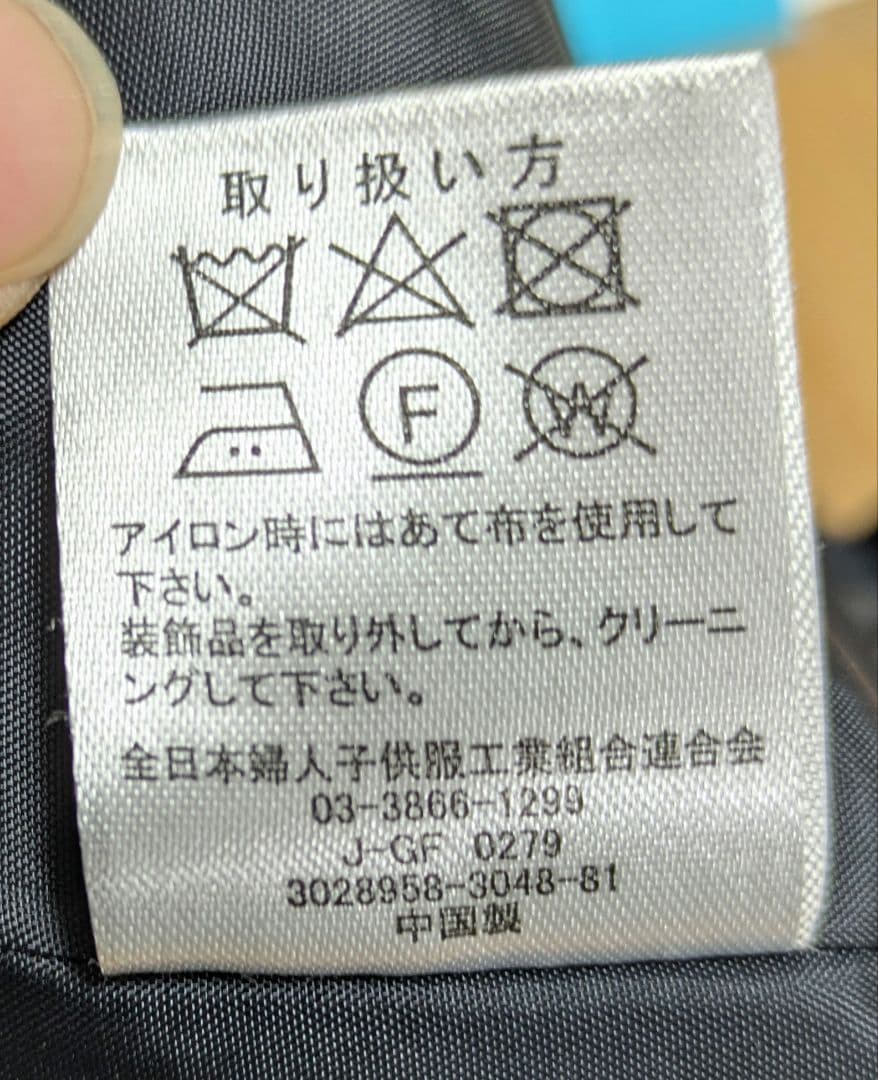 取り扱い方
F W
アイロン時にはあて布を使用して
下さい。
装飾品を取り外してから、クリーニ
ングして下さい。
全日本婦人子供服工業組合連合会
03-3866-1299
J-GF 0279
3028958-3048-81
中国製